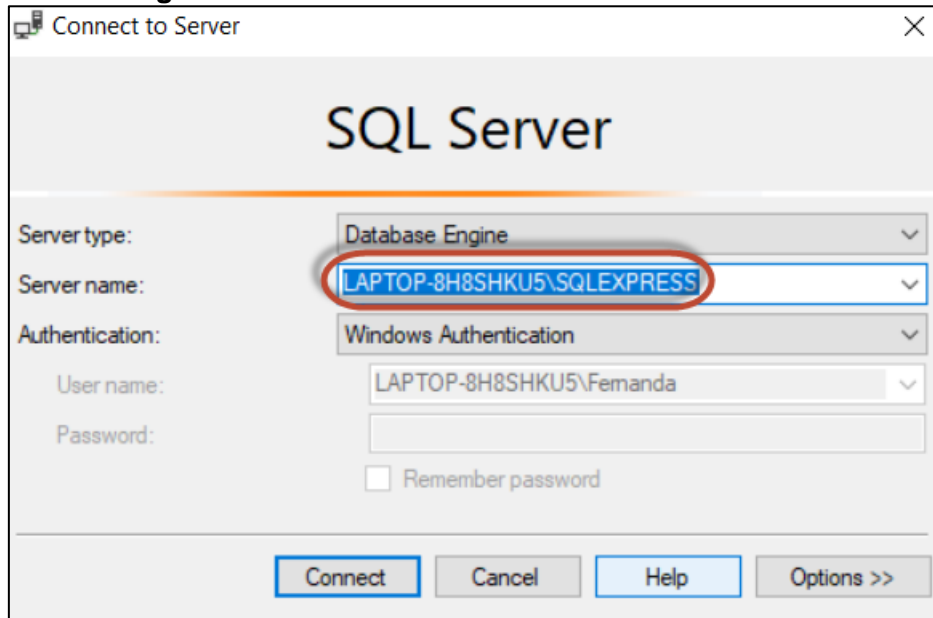 Connect to Server
SQL Server
Server type: Database Engine
Server name: LAPTOP-8H8SHKU5\SQLEXPRESS
Authentication: Windows Authentication
User name: LAPTOP-8H8SHKU5\Fernanda
Password:
Remember password
Connect Cancel Help Options >>